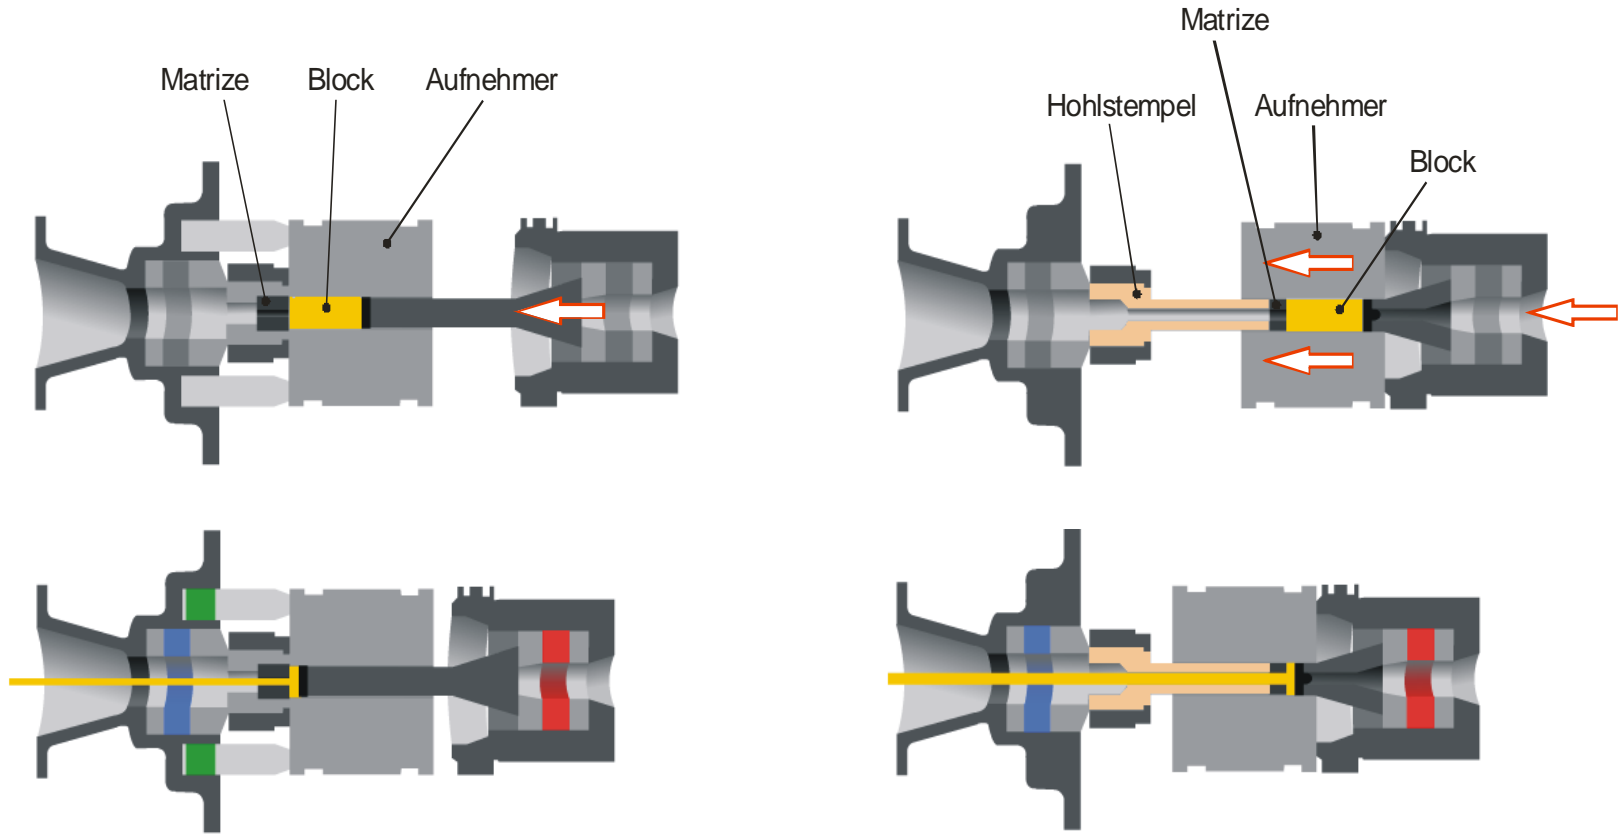 Matrize
Block
Aufnehmer
Matrize
Hohlstempel
Aufnehmer
Block